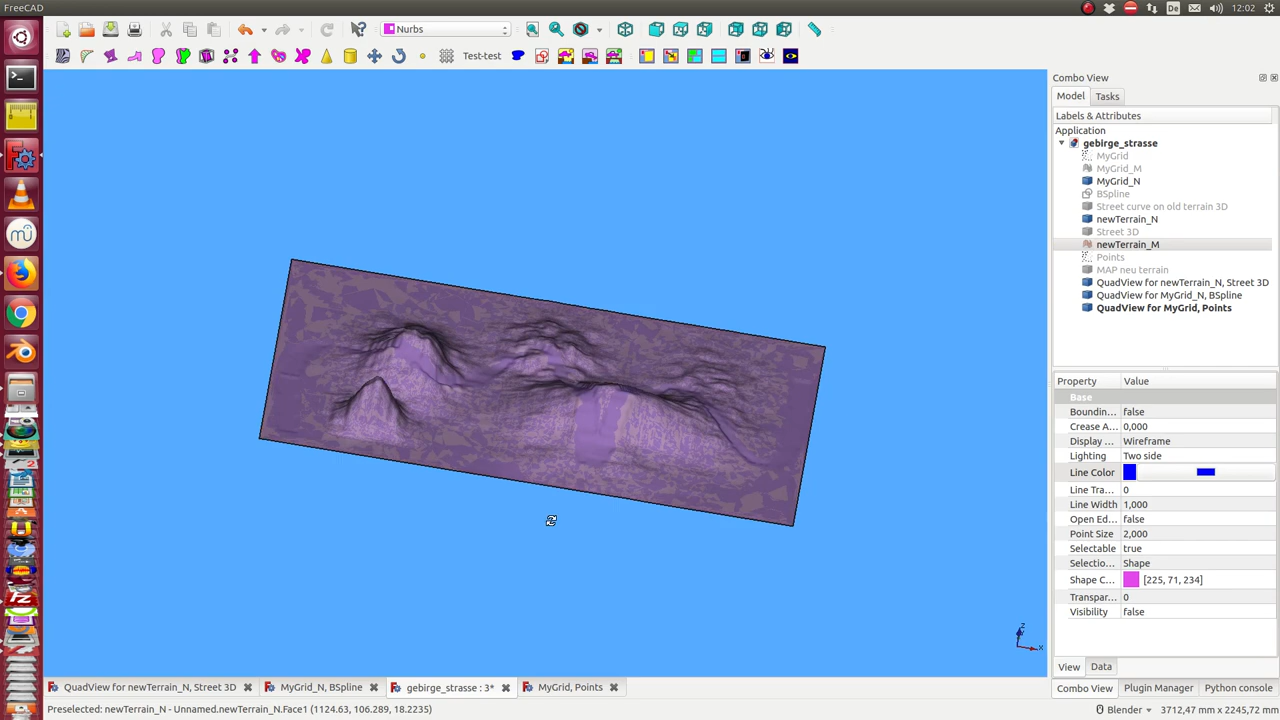 FreeCAD
De
12:02
Nurbs
Test-test
Combo View
Model
Tasks
Labels & Attributes
Application
gebirge_strasse
MyGrid
MyGrid_M
MyGrid_N
BSpline
Street curve on old terrain 3D
newTerrain_N
Street 3D
newTerrain_M
Points
MAP neu terrain
QuadView for newTerrain_N, Street 3D
QuadView for MyGrid_N, BSpline
QuadView for MyGrid, Points
Property Value
Base
Boundin... false
Crease A... 0,000
Display ... Wireframe
Lighting Two side
Line Color
Line Tra... 0
Line Width 1,000
Open Ed... false
Point Size 2,000
Selectable true
Selectio... Shape
Shape C... [225, 71, 234]
Transpar... 0
Visibility false
z
x
View
Data
QuadView for newTerrain_N, Street 3D
MyGrid_N, BSpline
gebirge_strasse : 3*
MyGrid, Points
Combo View
Plugin Manager
Python console
Preselected: newTerrain_N - Unnamed.newTerrain_N.Face1 (1124.63, 106.289, 18.2235)
Blender
3712,47 mm x 2245,72 mm